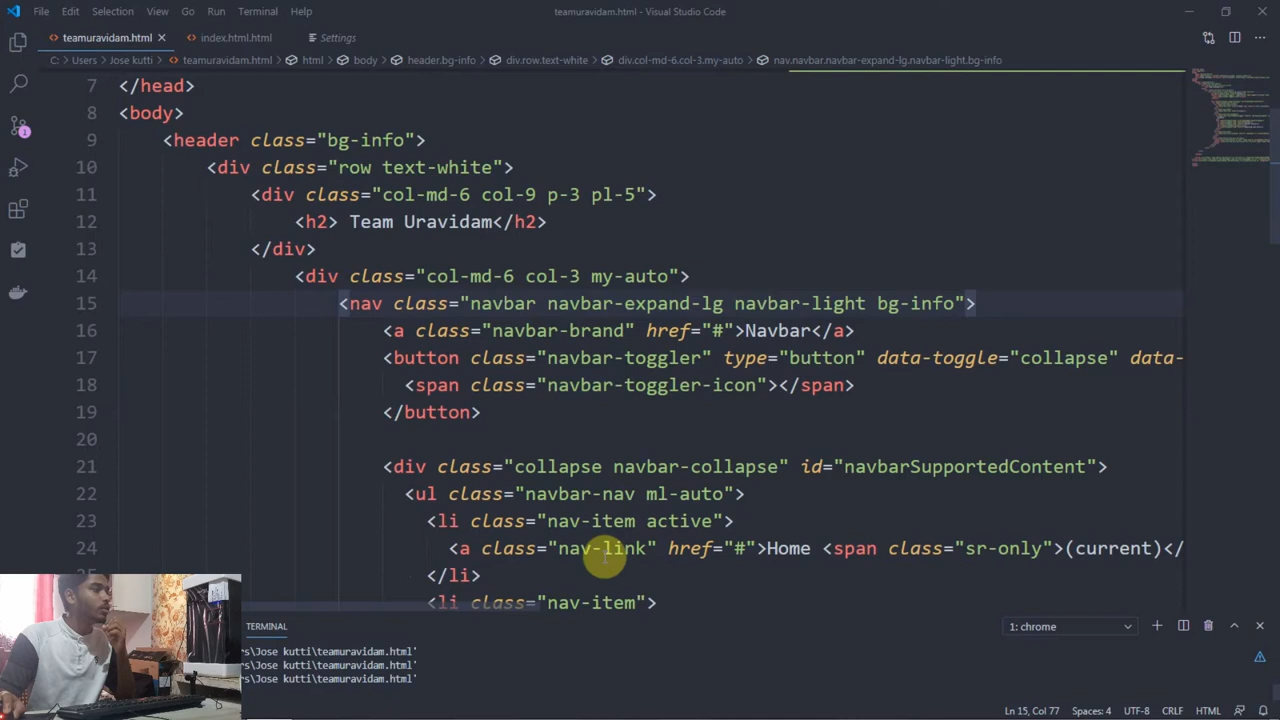 File Edit Selection View Go Run Terminal Help teamuravidam.html - Visual Studio Code
teamuravidam.html index.html.html Settings
C: > Users > Jose kutti > teamuravidam.html > html > body > header.bg-info > div.row.text-white > div.col-md-6.col-3.my-auto > nav.navbar.navbar-expand-lg.navbar-light.bg-info
7 </head>
8 <body>
9 <header class="bg-info">
10 <div class="row text-white">
11 <div class="col-md-6 col-9 p-3 pl-5">
12 <h2> Team Uravidam</h2>
13 </div>
14 <div class="col-md-6 col-3 my-auto">
15 <nav class="navbar navbar-expand-lg navbar-light bg-info">
16 <a class="navbar-brand" href="#">Navbar</a>
17 <button class="navbar-toggler" type="button" data-toggle="collapse" data-
18 <span class="navbar-toggler-icon"></span>
19 </button>
20
21 <div class="collapse navbar-collapse" id="navbarSupportedContent">
22 <ul class="navbar-nav ml-auto">
23 <li class="nav-item active">
24 <a class="nav-link" href="#">Home <span class="sr-only">(current)</
</li>
<li class="nav-item">
TERMINAL 1: chrome
rs\Jose kutti\teamuravidam.html'
rs\Jose kutti\teamuravidam.html'
rs\Jose kutti\teamuravidam.html'
Ln 15, Col 77 Spaces: 4 UTF-8 CRLF HTML